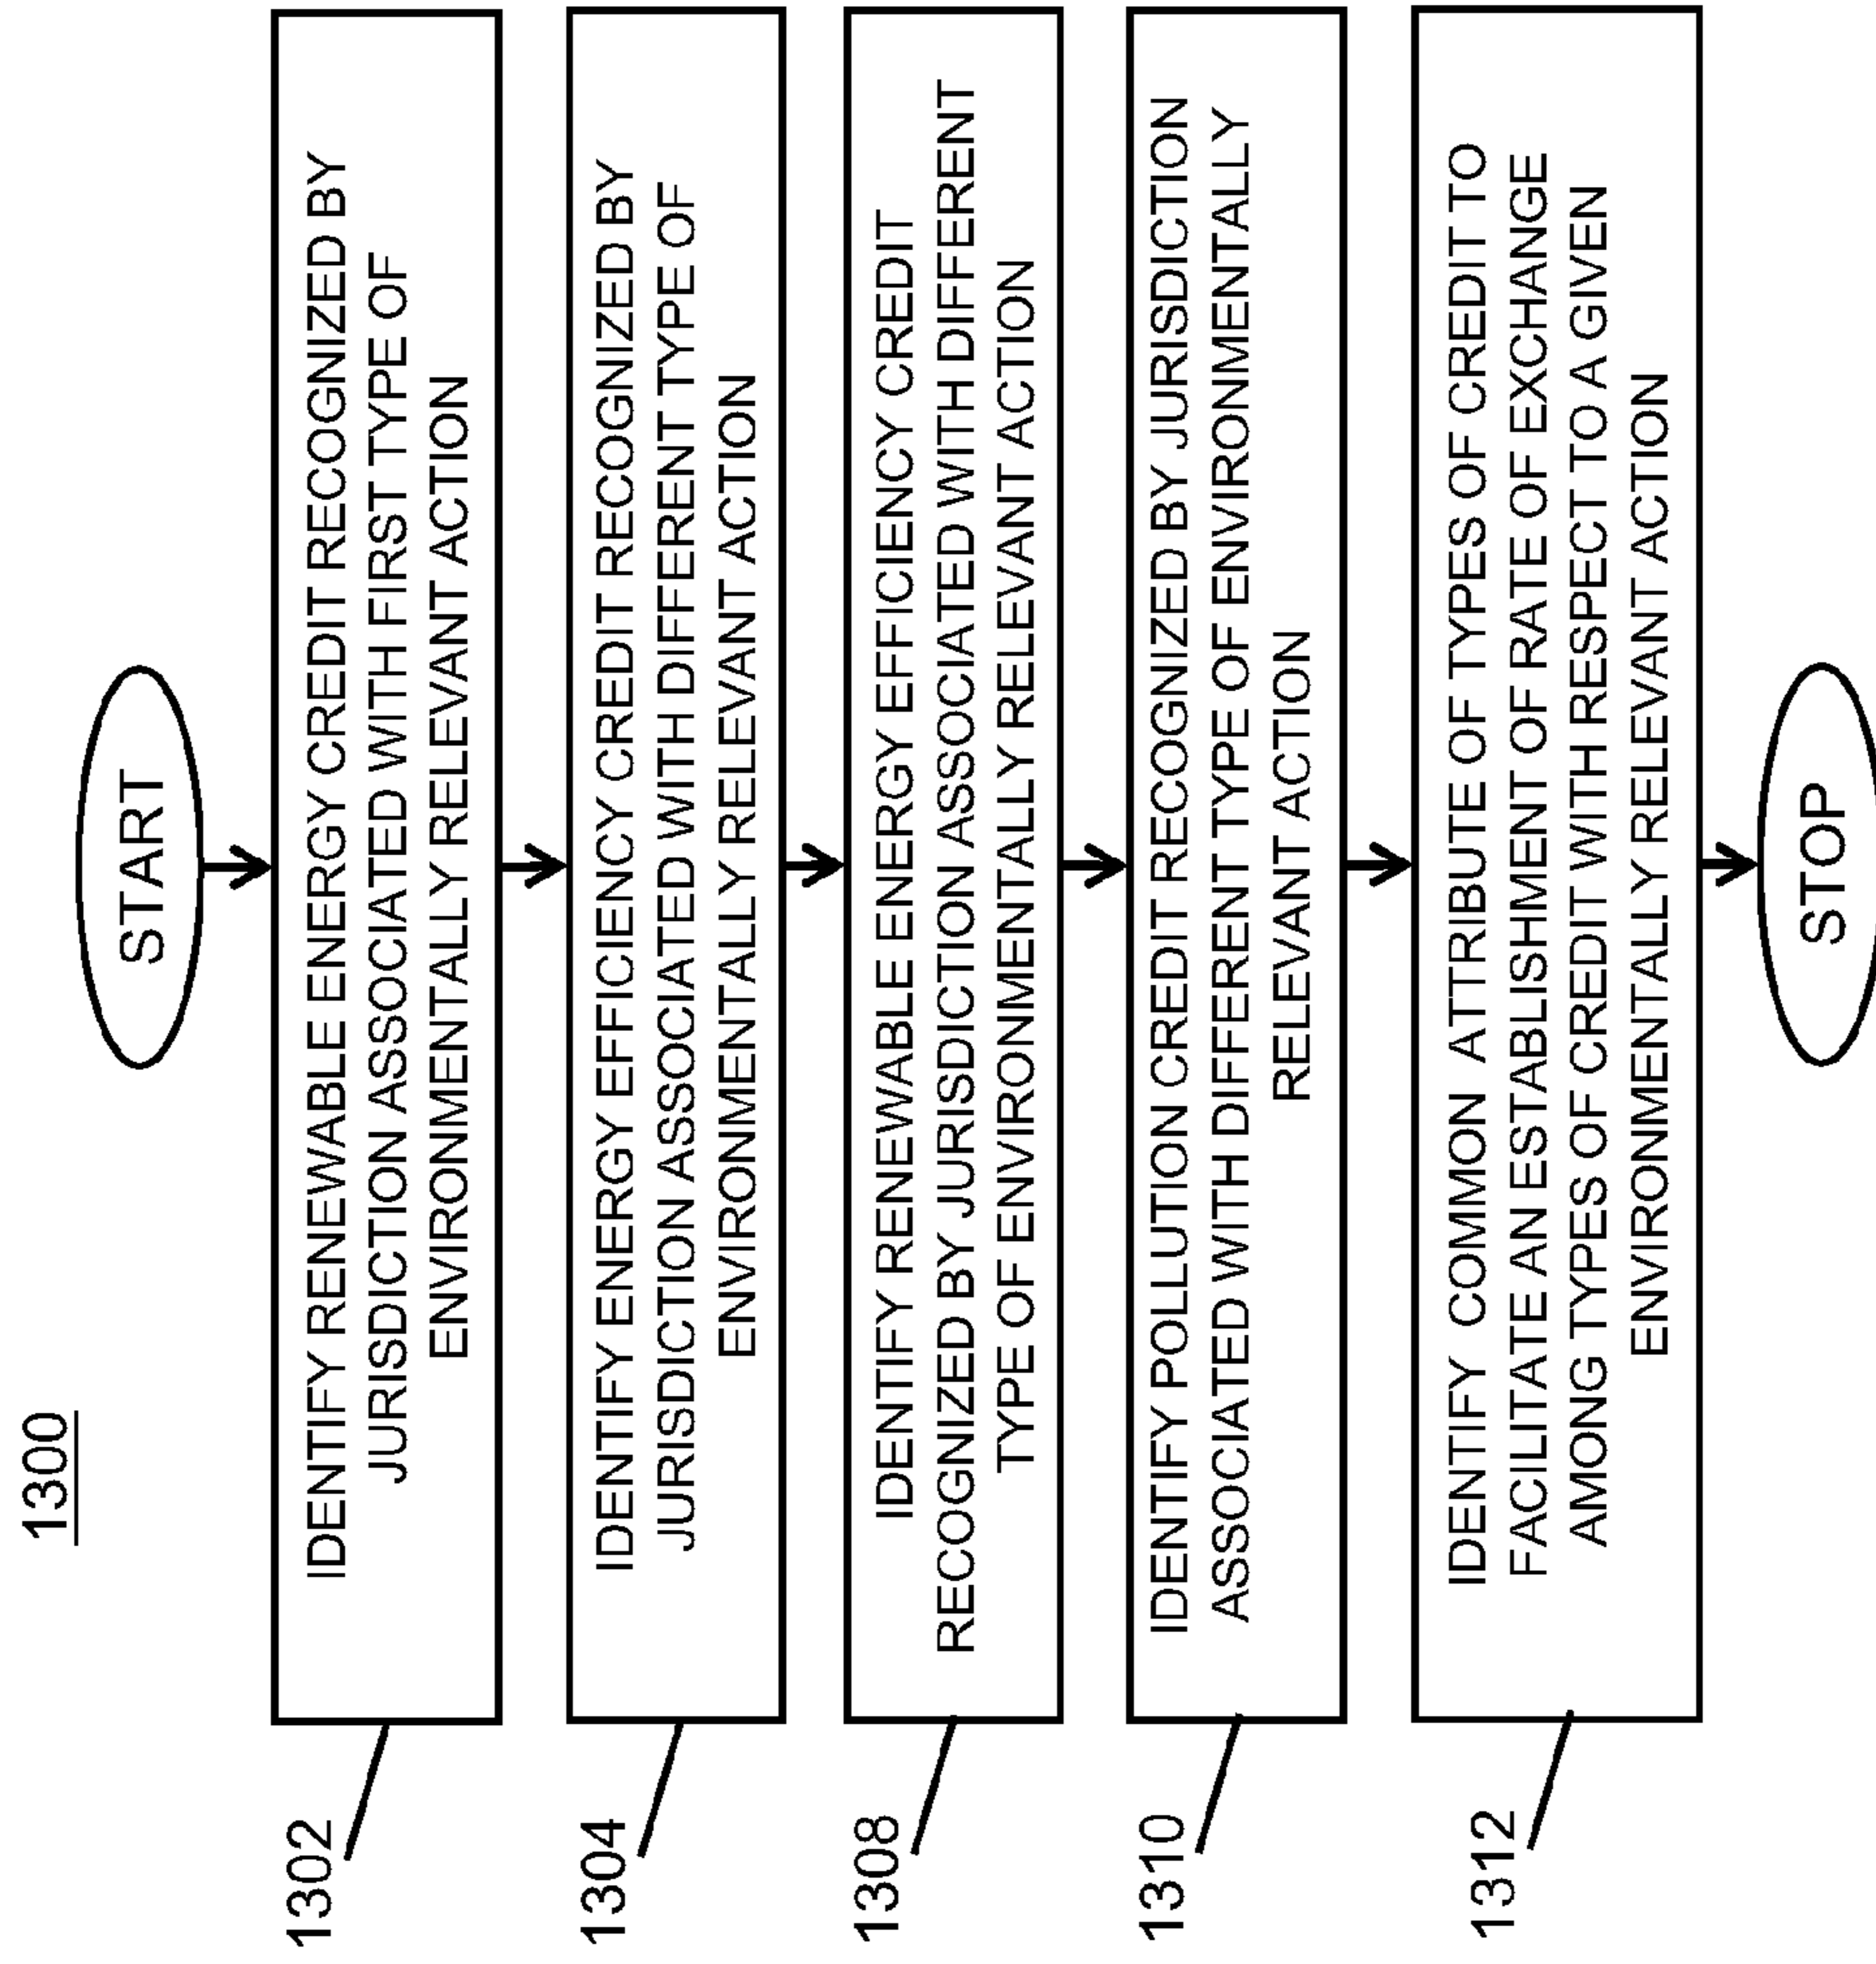 1300
START
1302
IDENTIFY RENEWABLE ENERGY CREDIT RECOGNIZED BY
JURISDICTION ASSOCIATED WITH FIRST TYPE OF
ENVIRONMENTALLY RELEVANT ACTION
1304
IDENTIFY ENERGY EFFICIENCY CREDIT RECOGNIZED BY
JURISDICTION ASSOCIATED WITH DIFFERENT TYPE OF
ENVIRONMENTALLY RELEVANT ACTION
1308
IDENTIFY RENEWABLE ENERGY EFFICIENCY CREDIT
RECOGNIZED BY JURISDICTION ASSOCIATED WITH DIFFERENT
TYPE OF ENVIRONMENTALLY RELEVANT ACTION
1310
IDENTIFY POLLUTION CREDIT RECOGNIZED BY JURISDICTION
ASSOCIATED WITH DIFFERENT TYPE OF ENVIRONMENTALLY
RELEVANT ACTION
1312
IDENTIFY COMMON ATTRIBUTE OF TYPES OF CREDIT TO
FACILITATE AN ESTABLISHMENT OF RATE OF EXCHANGE
AMONG TYPES OF CREDIT WITH RESPECT TO A GIVEN
ENVIRONMENTALLY RELEVANT ACTION
STOP